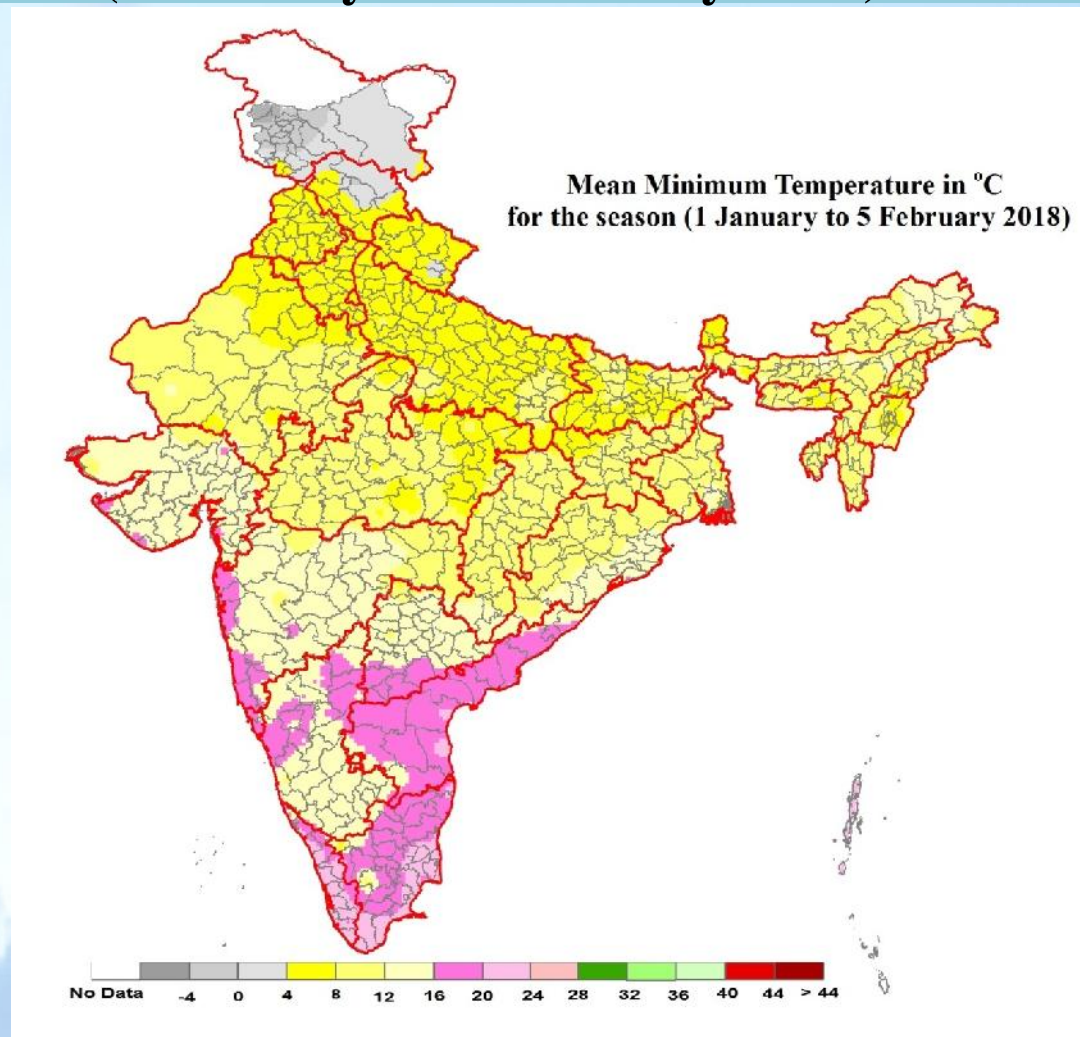 Mean Minimum Temperature in °C
for the season (1 January to 5 February 2018)
No Data -4 0 4 8 12 16 20 24 28 32 36 40 44 > 44